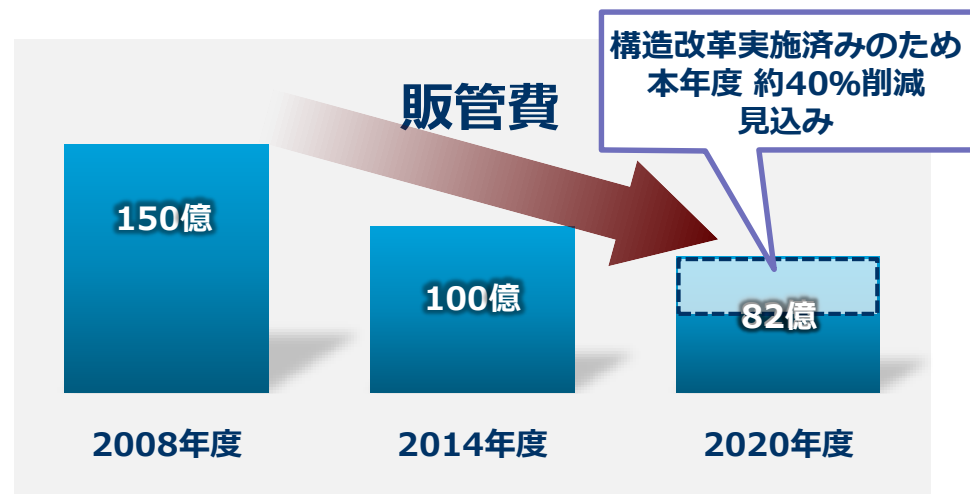 構造改革実施済みのため
本年度 約40%削減
見込み
販管費
150億
100億
82億
2008年度
2014年度
2020年度